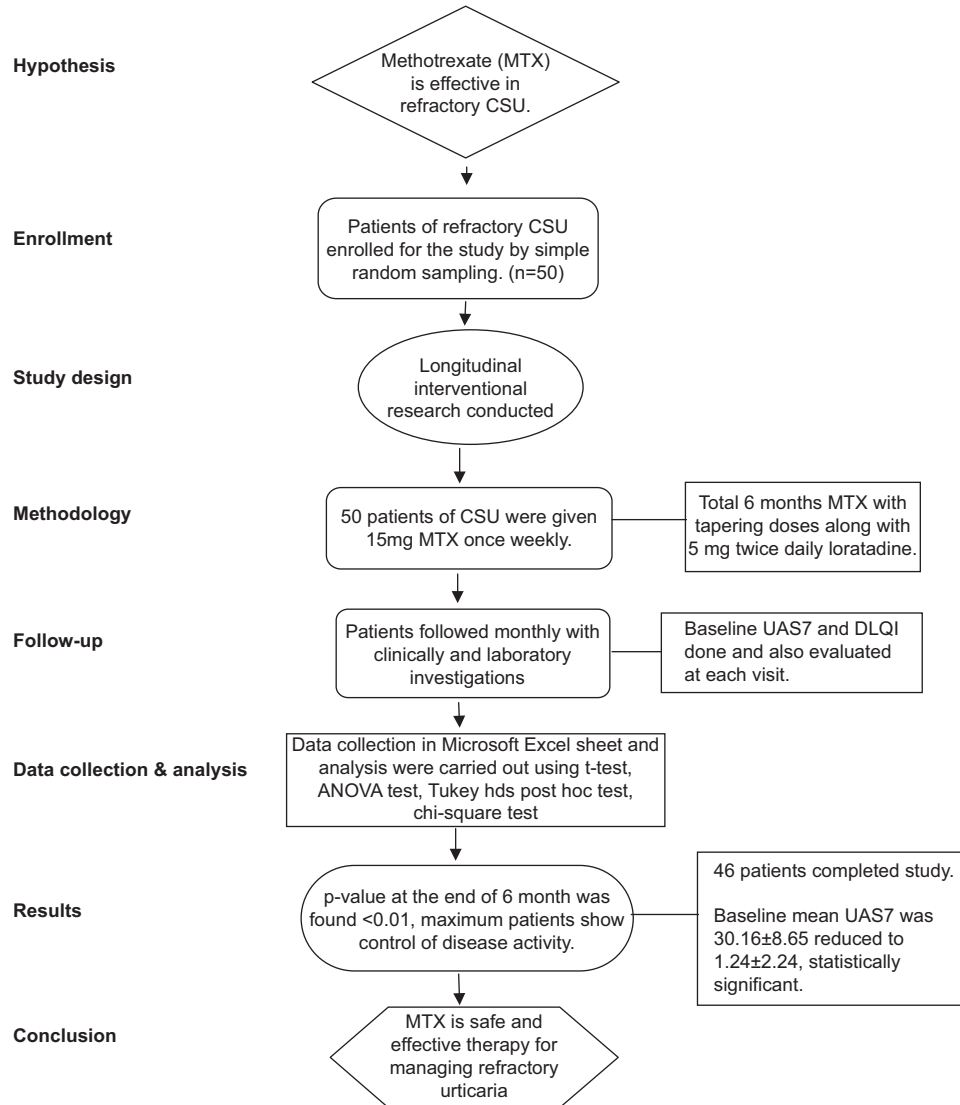 Hypothesis
Methotrexate (MTX)
is effective in
refractory CSU.
Enrollment
Patients of refractory CSU
enrolled for the study by simple
random sampling. (n=50)
Study design
Longitudinal
interventional
research conducted
Methodology
50 patients of CSU were given
15mg MTX once weekly.
Total 6 months MTX with
tapering doses along with
5 mg twice daily loratadine.
Follow-up
Patients followed monthly with
clinically and laboratory
investigations
Baseline UAS7 and DLQI
done and also evaluated
at each visit.
Data collection & analysis
Data collection in Microsoft Excel sheet and
analysis were carried out using t-test,
ANOVA test, Tukey hds post hoc test,
chi-square test
Results
p-value at the end of 6 month was
found <0.01, maximum patients show
control of disease activity.
46 patients completed study.
Baseline mean UAS7 was
30.16±8.65 reduced to
1.24±2.24, statistically
significant.
Conclusion
MTX is safe and
effective therapy for
managing refractory
urticaria